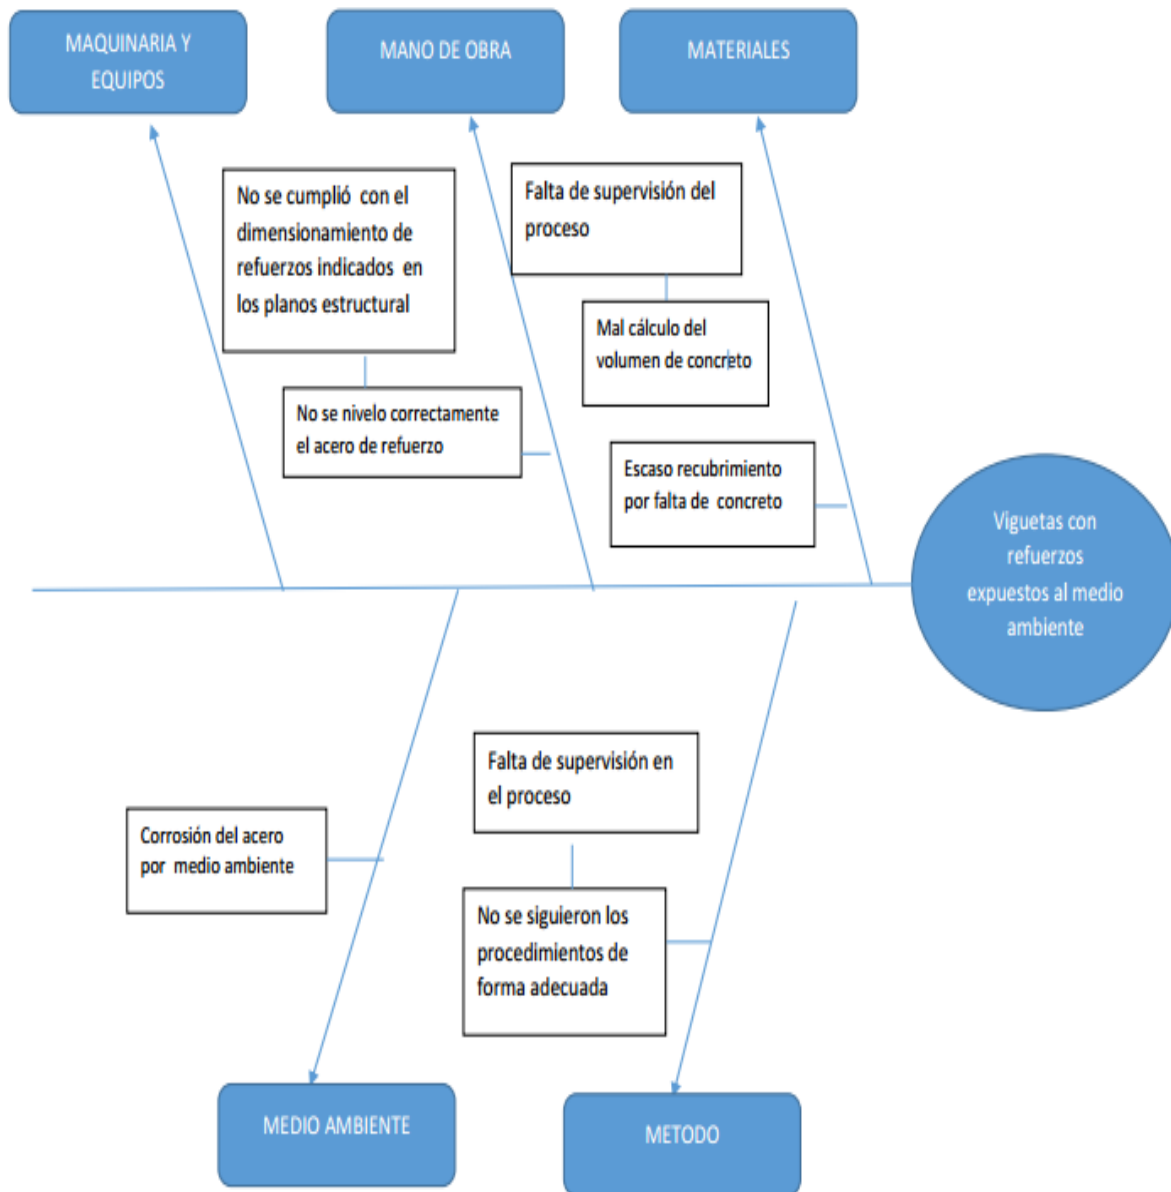 MAQUINARIA Y
EQUIPOS
MANO DE OBRA
MATERIALES
No se cumplió con el
dimensionamiento de
refuerzos indicados en
los planos estructural
Falta de supervisión del
proceso
Mal cálculo del
volumen de concreto
No se nivelo correctamente
el acero de refuerzo
Escaso recubrimiento
por falta de concreto
Viguetas con
refuerzos
expuestos al medio
ambiente
Falta de supervisión en
el proceso
Corrosión del acero
por medio ambiente
No se siguieron los
procedimientos de
forma adecuada
MEDIO AMBIENTE
METODO